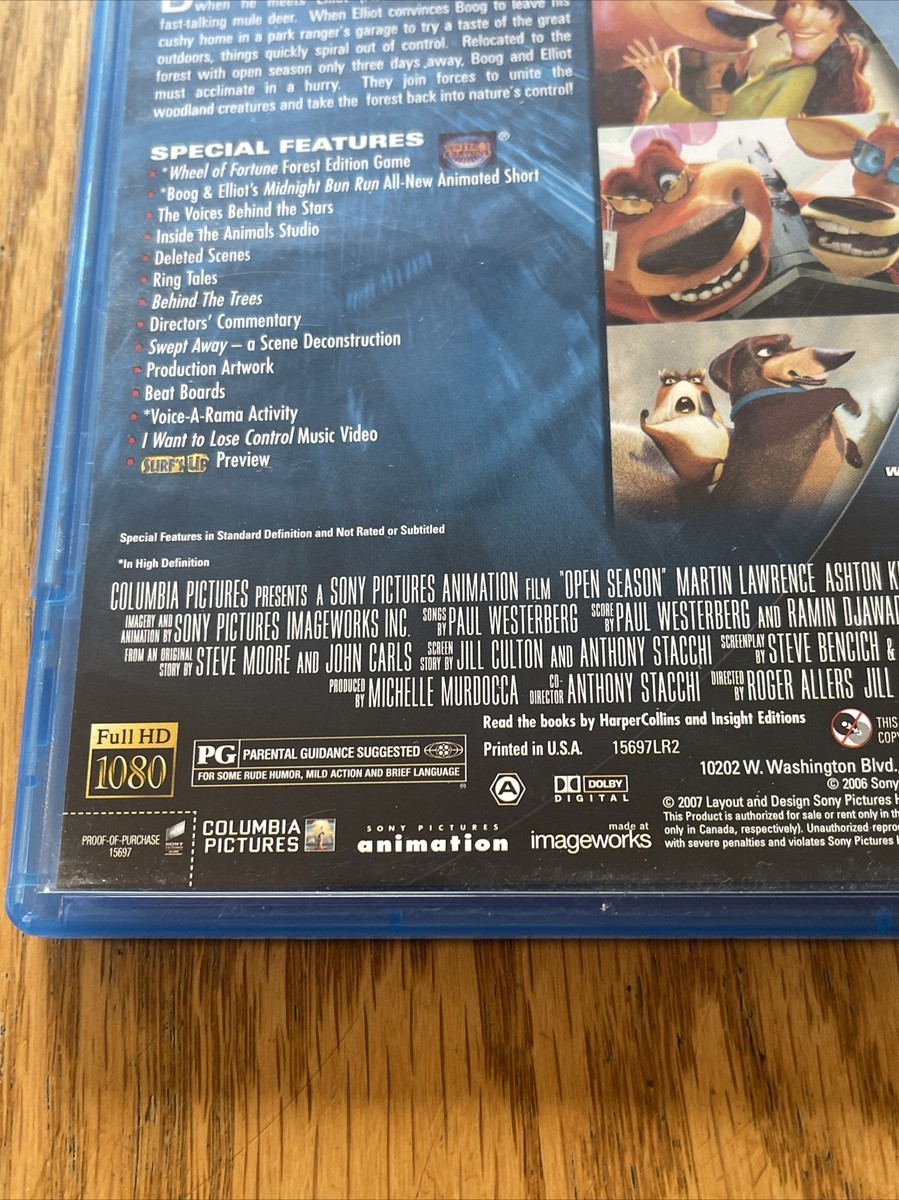 when he meets Elliot
fast-talking mule deer. When Elliot convinces Boog to leave his
cushy home in a park ranger's garage to try a taste of the great
outdoors, things quickly spiral out of control. Relocated to the
forest with open season only three days away, Boog and Elliot
must acclimate in a hurry. They join forces to unite the
woodland creatures and take the forest back into nature's control!
SPECIAL FEATURES
*Wheel of Fortune Forest Edition Game
*Boog & Elliot's Midnight Bun Run All-New Animated Short
The Voices Behind the Stars
Inside The Animals Studio
Deleted Scenes
Ring Tales
Behind The Trees
Directors' Commentary
Swept Away – a Scene Deconstruction
Production Artwork
Beat Boards
*Voice-A-Rama Activity
I Want to Lose Control Music Video
SURF'S UP Preview
Special Features in Standard Definition and Not Rated or Subtitled
*In High Definition
COLUMBIA PICTURES PRESENTS A SONY PICTURES ANIMATION FILM "OPEN SEASON" MARTIN LAWRENCE ASHTON K
IMAGERY AND ANIMATION BY SONY PICTURES IMAGEWORKS INC. SONGS BY PAUL WESTERBERG SCORE BY PAUL WESTERBERG AND RAMIN DJAWAD
FROM AN ORIGINAL STORY BY STEVE MOORE AND JOHN CARLS SCREEN STORY BY JILL CULTON AND ANTHONY STACCHI SCREENPLAY BY STEVE BENCICH &
PRODUCED BY MICHELLE MURDOCCA CO-DIRECTOR ANTHONY STACCHI DIRECTED BY ROGER ALLERS JILL
Read the books by HarperCollins and Insight Editions
THIS
COPY
Full HD
1080
PG PARENTAL GUIDANCE SUGGESTED
FOR SOME RUDE HUMOR, MILD ACTION AND BRIEF LANGUAGE
®
Printed in U.S.A. 15697LR2
A
DOLBY
DIGITAL
10202 W. Washington Blvd.,
© 2006 Sony
© 2007 Layout and Design Sony Pictures H
This Product is authorized for sale or rent only in the
only in Canada, respectively). Unauthorized repro
with severe penalties and violates Sony Pictures
PROOF-OF-PURCHASE
15697
SONY
COLUMBIA
PICTURES
SONY PICTURES
animation
made at
imageworks